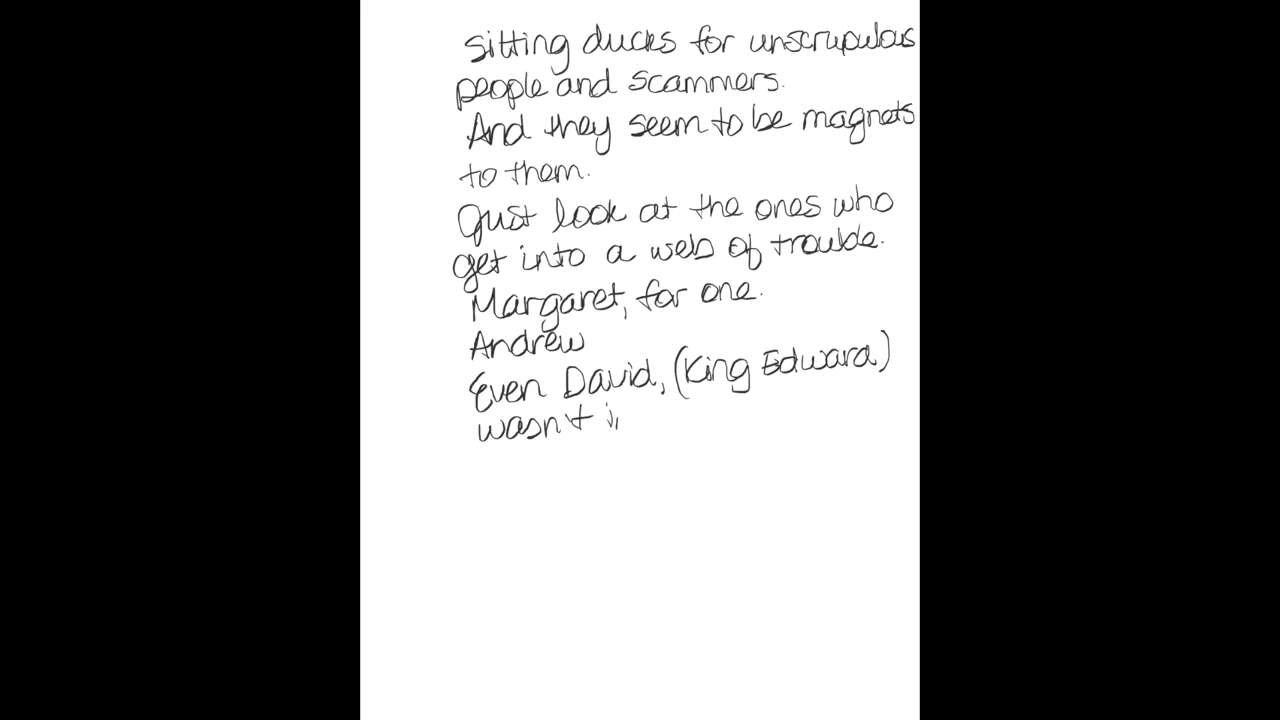 sitting ducks for unscrupulous
people and scammers.
And they seem to be magnets
to them.
Just look at the ones who
get into a web of trouble.
Margaret, for one.
Andrew
Even David, (King Edward)
wasn't